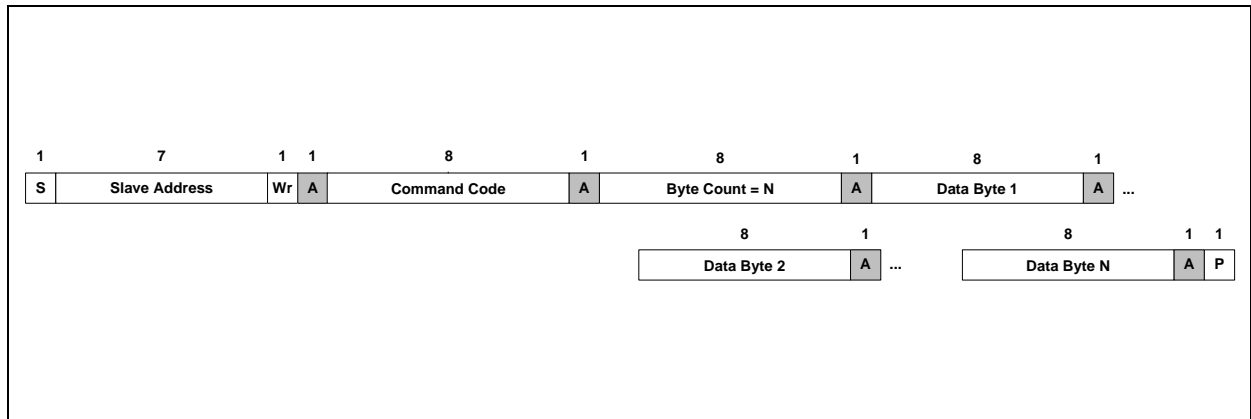 1 7 1 1 8 1 8 1 8 1
S Slave Address Wr A Command Code A Byte Count = N A Data Byte 1 A ...
8 1 8 1 1
Data Byte 2 A ... Data Byte N A P